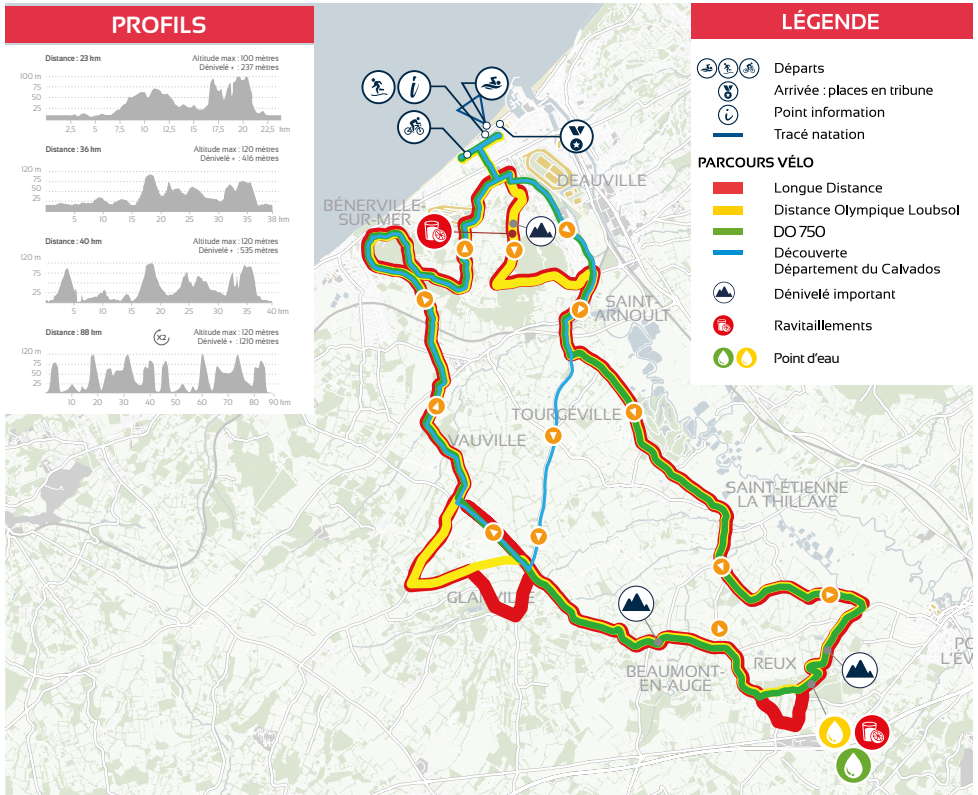 PROFILS
Distance : 23 km
Altitude max : 100 mètres
Dénivelé + : 237 mètres
100 m
75
50
25
2,5 5 7,5 10 12,5 15 17,5 20 22,5 km
Distance : 36 km
Altitude max : 120 mètres
Dénivelé + : 416 mètres
120 m
75
50
25
5 10 15 20 25 30 35 38 km
Distance : 40 km
Altitude max : 120 mètres
Dénivelé + : 535 mètres
120 m
75
50
25
5 10 15 20 25 30 35 40 km
Distance : 88 km
X2
Altitude max : 120 mètres
Dénivelé + : 1210 mètres
120 m
75
50
25
10 20 30 40 50 60 70 80 90 km
LÉGENDE
Départs
Arrivée : places en tribune
Point information
Tracé natation
PARCOURS VÉLO
Longue Distance
Distance Olympique Loubsol
DO 750
Découverte
Département du Calvados
Dénivelé important
Ravitaillements
Point d'eau
DEAUVILLE
BÉNERVILLE-
SUR-MER
SAINT-
ARNOULT
TOURGÉVILLE
VAUVILLE
SAINT-ÉTIENNE
LA THILLAYE
GLANVILLE
BEAUMONT-
EN-AUGE
REUX